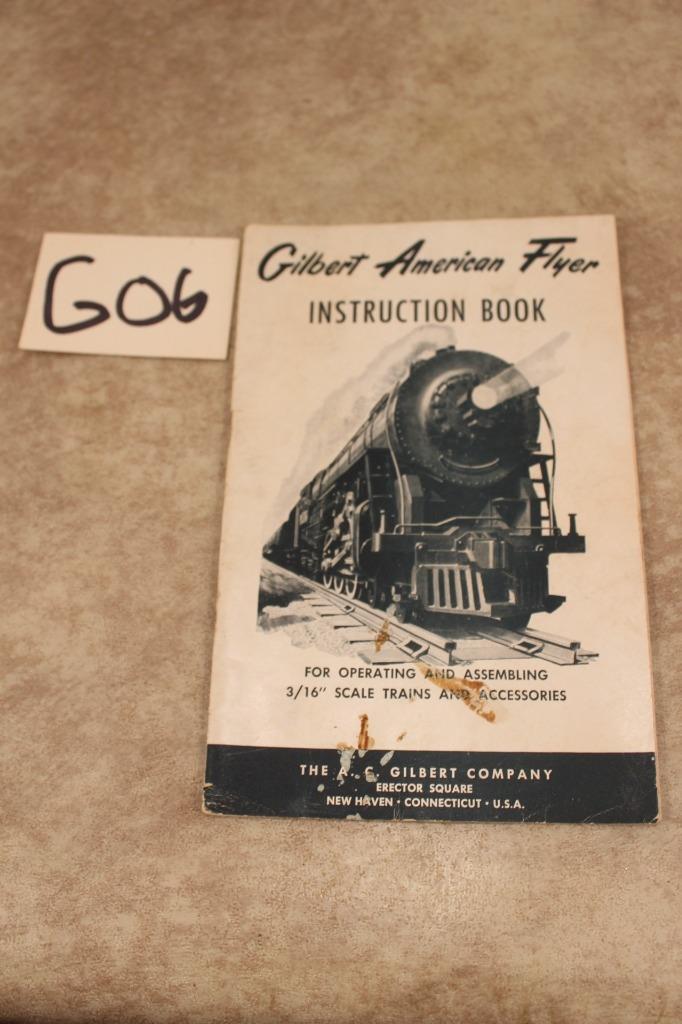 G06
Gilbert American Flyer
INSTRUCTION BOOK
FOR OPERATING AND ASSEMBLING
3/16" SCALE TRAINS AND ACCESSORIES
THE A. C. GILBERT COMPANY
ERECTOR SQUARE
NEW HAVEN · CONNECTICUT · U.S.A.